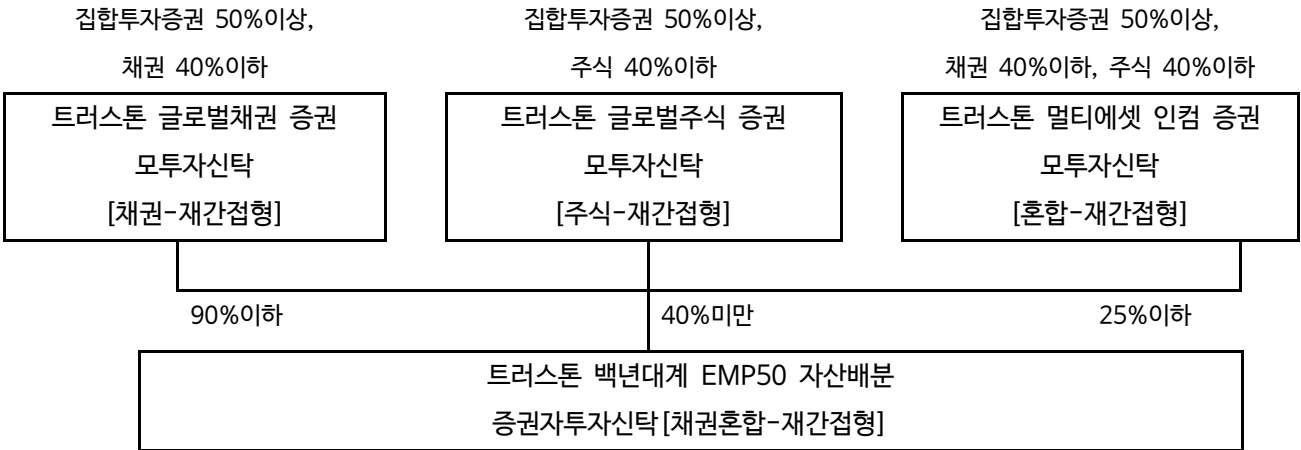 집합투자증권 50%이상,
채권 40%이하
집합투자증권 50%이상,
주식 40%이하
집합투자증권 50%이상,
채권 40%이하, 주식 40%이하
트러스톤 글로벌채권 증권
모투자신탁
[채권-재간접형]
트러스톤 글로벌주식 증권
모투자신탁
[주식-재간접형]
트러스톤 멀티에셋 인컴 증권
모투자신탁
[혼합-재간접형]
90%이하
40%미만
25%이하
트러스톤 백년대계 EMP50 자산배분
증권자투자신탁[채권혼합-재간접형]